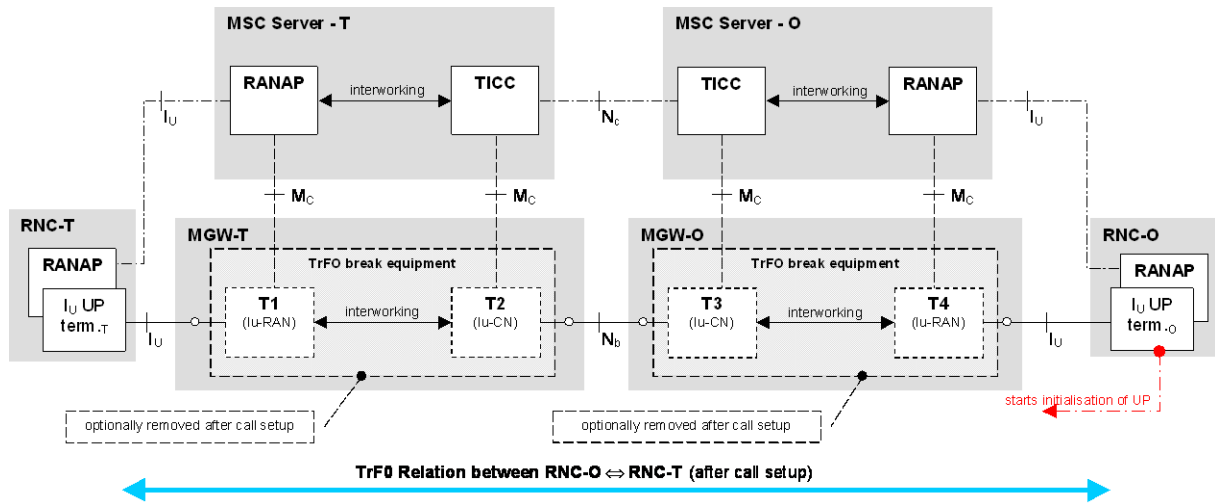 MSC Server - T
MSC Server - O
RANAP
interworking
TICC
TICC
interworking
RANAP
IU
Nc
IU
MC
MC
MC
MC
RNC-T
RANAP
IU UP
term.T
MGW-T
TrFO break equipment
T1
(Iu-RAN)
interworking
T2
(Iu-CN)
MGW-O
TrFO break equipment
T3
(Iu-CN)
interworking
T4
(Iu-RAN)
RNC-O
RANAP
IU UP
term.O
IU
Nb
IU
starts initialisation of UP
optionally removed after call setup
optionally removed after call setup
TrF0 Relation between RNC-O ⇔ RNC-T (after call setup)